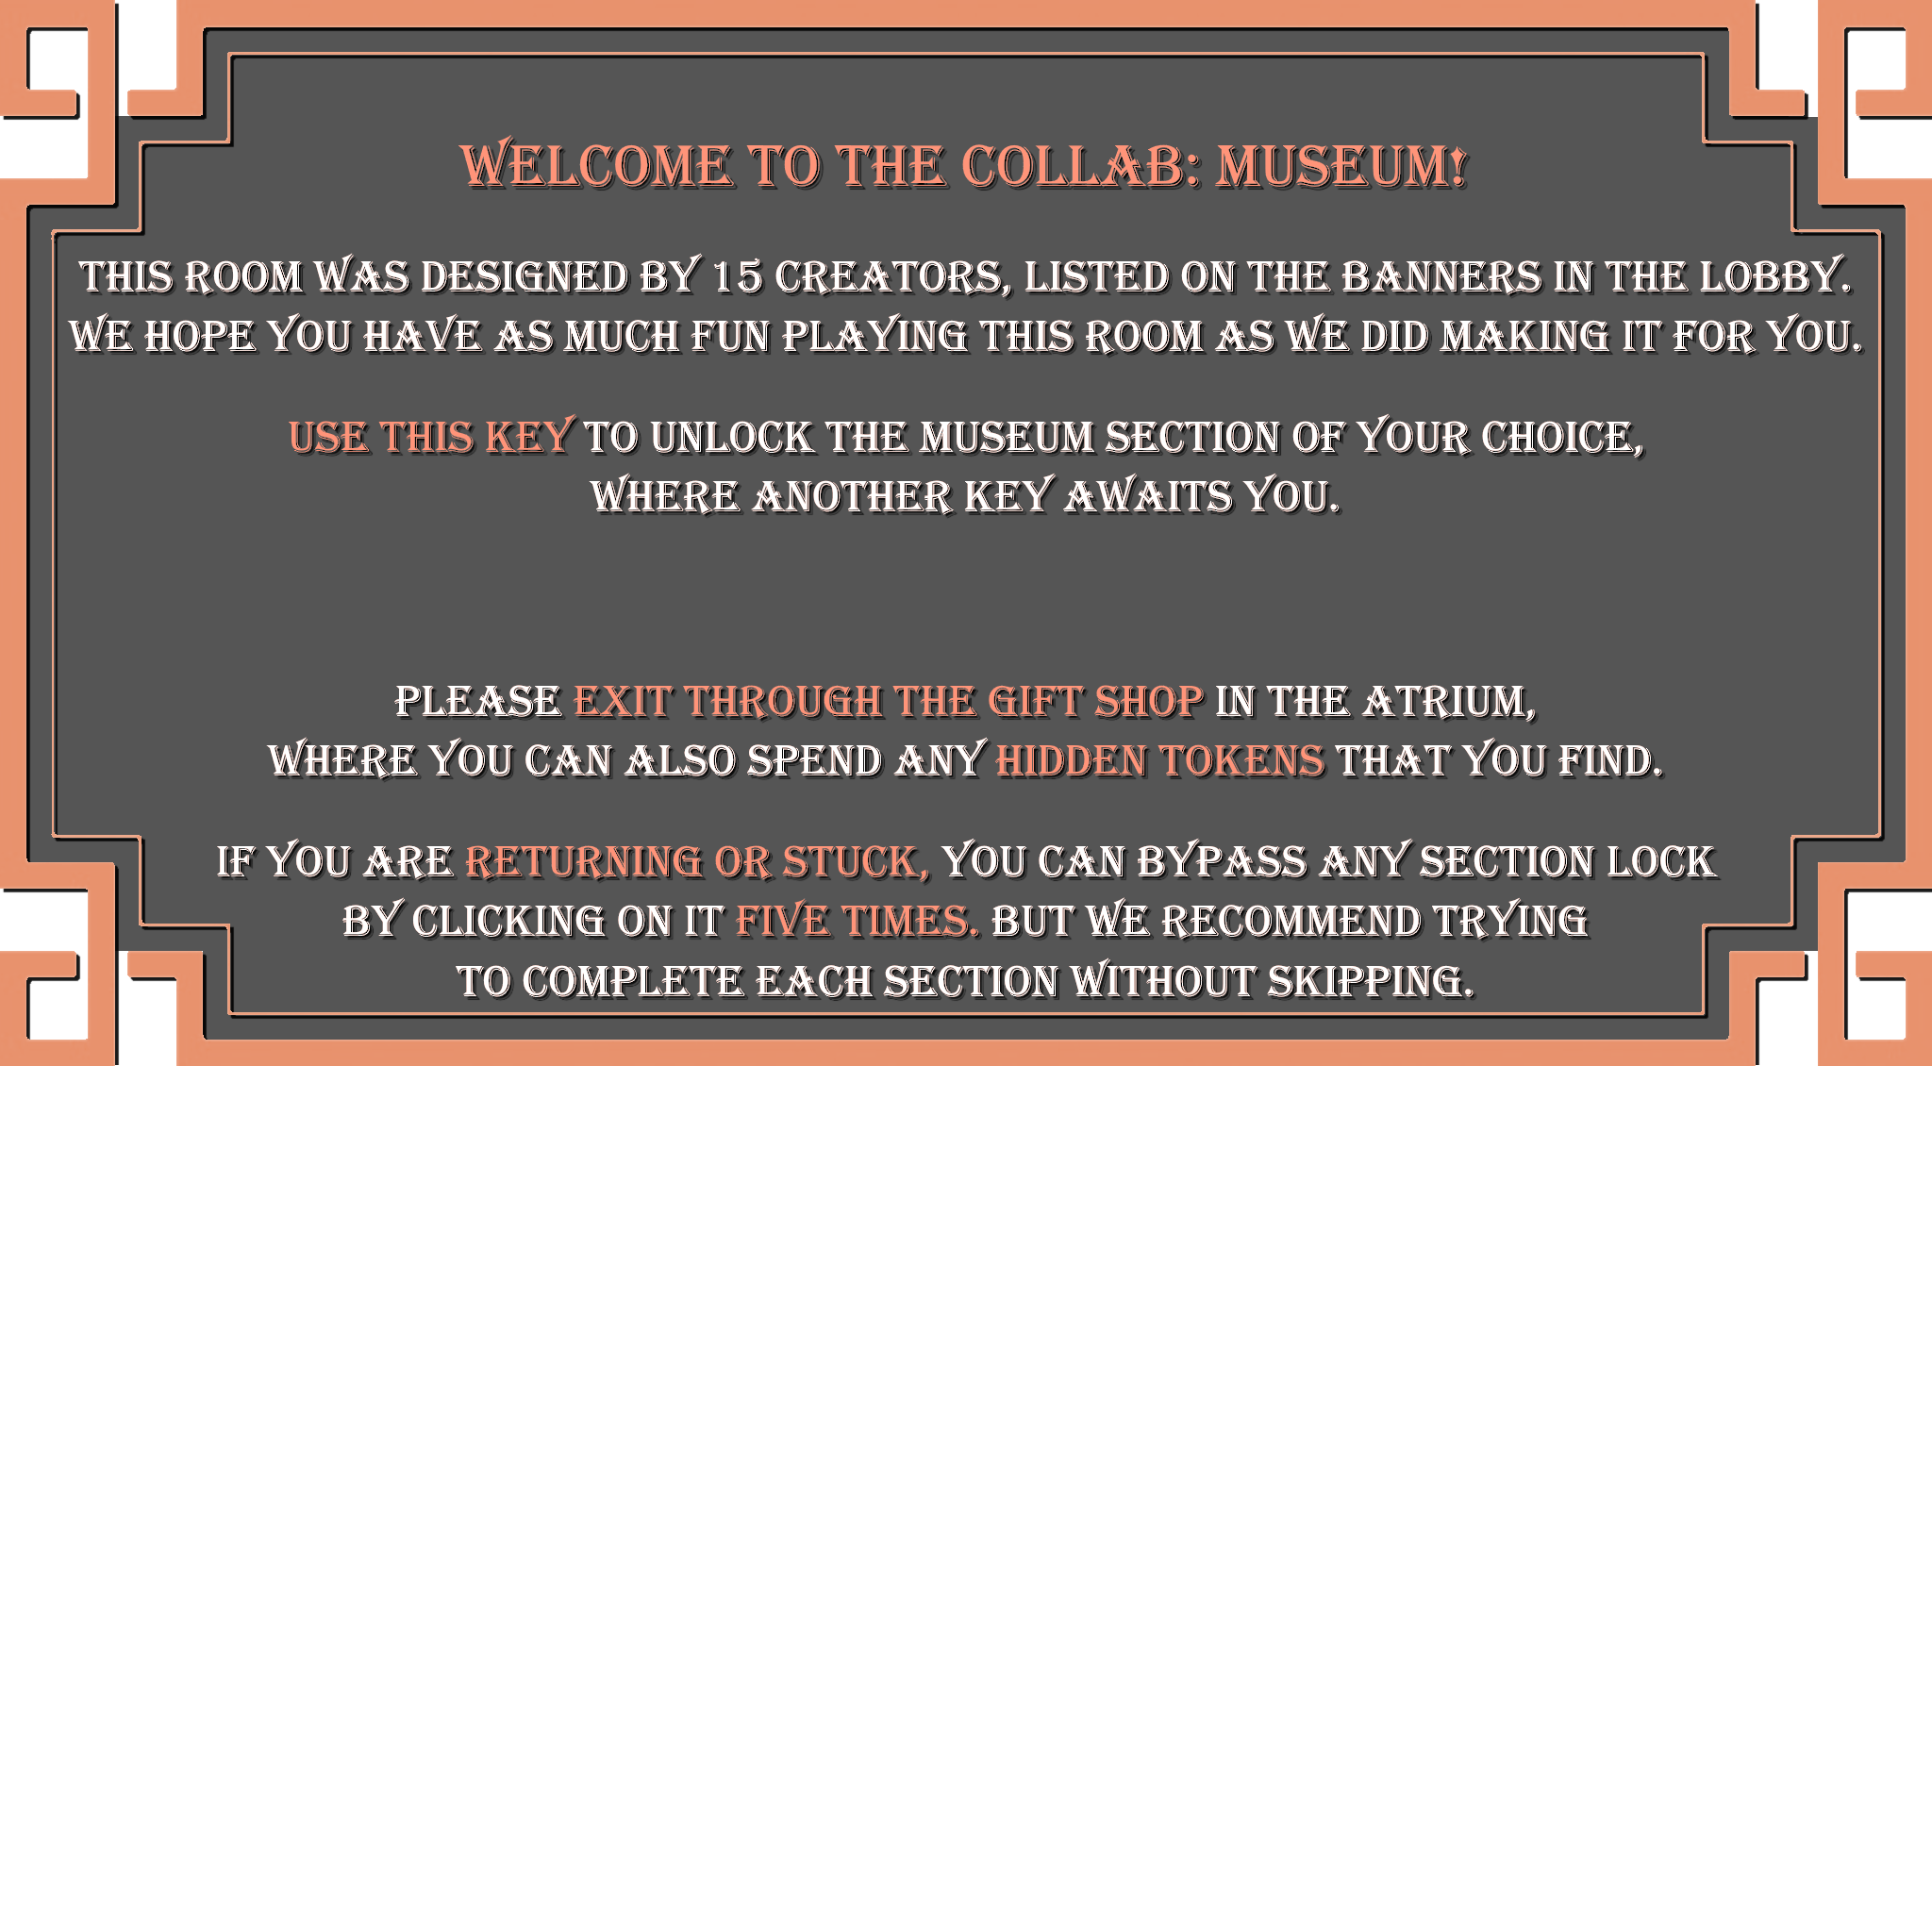 WELCOME TO THE COLLAB: MUSEUM!
THIS ROOM WAS DESIGNED BY 15 CREATORS, LISTED ON THE BANNERS IN THE LOBBY.
WE HOPE YOU HAVE AS MUCH FUN PLAYING THIS ROOM AS WE DID MAKING IT FOR YOU.
USE THIS KEY TO UNLOCK THE MUSEUM SECTION OF YOUR CHOICE,
WHERE ANOTHER KEY AWAITS YOU.
PLEASE EXIT THROUGH THE GIFT SHOP IN THE ATRIUM,
WHERE YOU CAN ALSO SPEND ANY HIDDEN TOKENS THAT YOU FIND.
IF YOU ARE RETURNING OR STUCK, YOU CAN BYPASS ANY SECTION LOCK
BY CLICKING ON IT FIVE TIMES. BUT WE RECOMMEND TRYING
TO COMPLETE EACH SECTION WITHOUT SKIPPING.